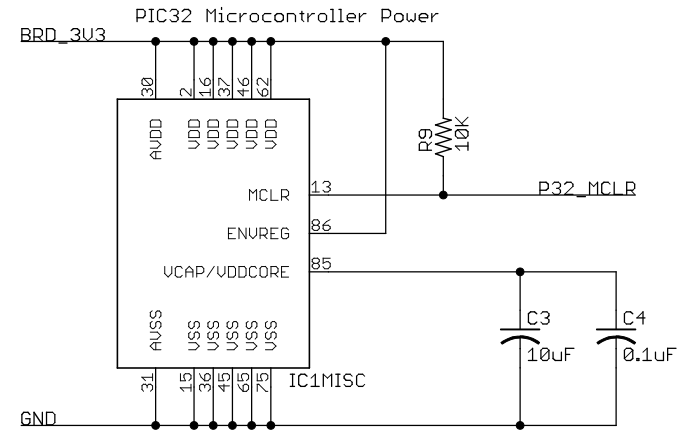 PIC32 Microcontroller Power
BRD_3V3
30 2 16 37 46 62
AVDD VDD VDD VDD VDD VDD
R9 10K
MCLR 13 P32_MCLR
ENVREG 86
VCAP/VDDCORE 85
C3 C4
10uF 0.1uF
AVSS VSS VSS VSS VSS VSS
31 15 36 45 65 75
IC1MISC
GND